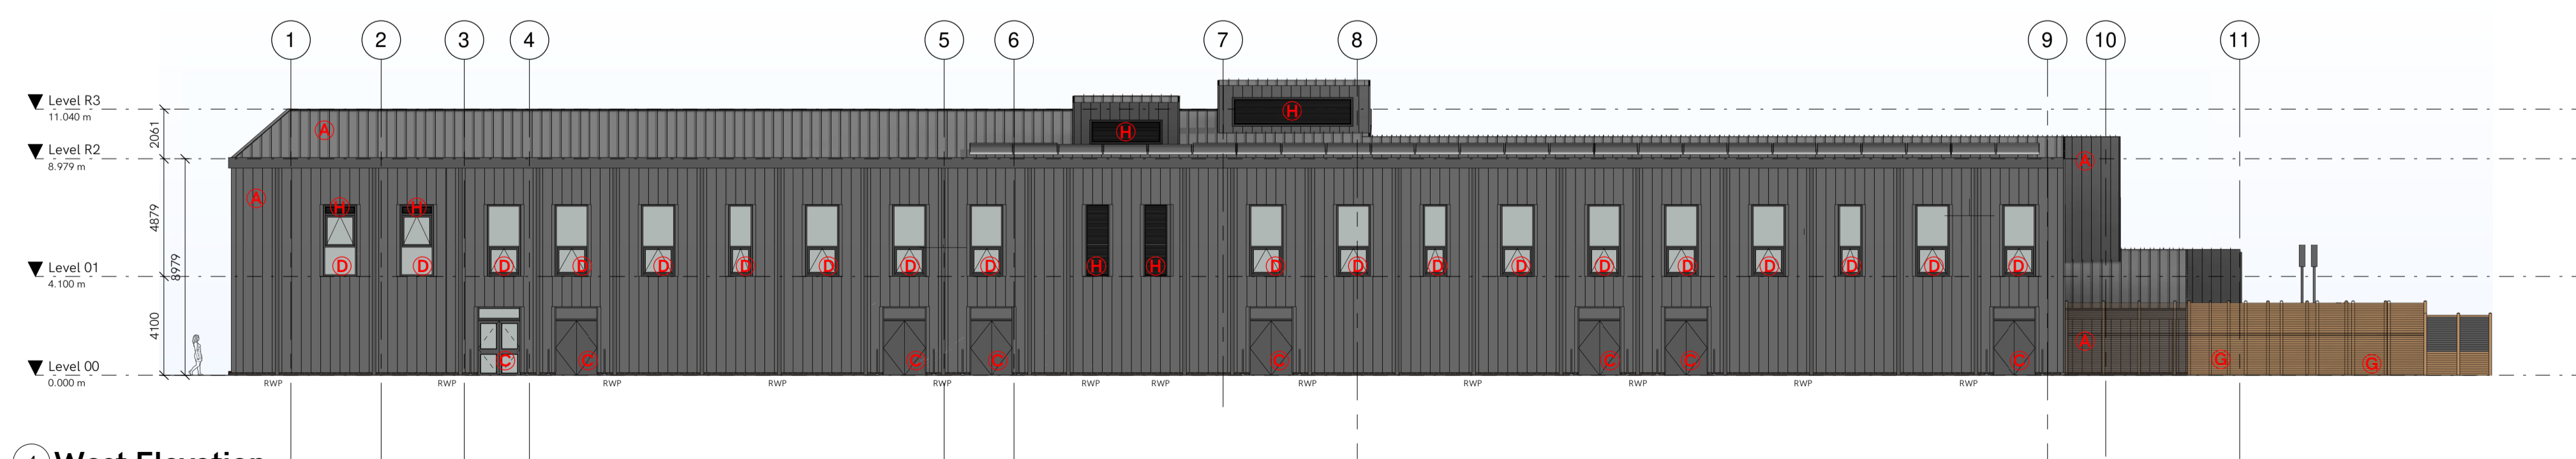 1 2 3 4 5 6 7 8 9 10 11
Level R3
11.040 m
2061
H
H
A
Level R2
8.979 m
A
A
H H
4879
8979
Level 01
4.100 m
D D D D D D D D D H H D D D D D D D D D D
4100
A
C C C C C C C C
G G
Level 00
0.000 m
RWP RWP RWP RWP RWP RWP RWP RWP RWP RWP RWP RWP
West Elevation